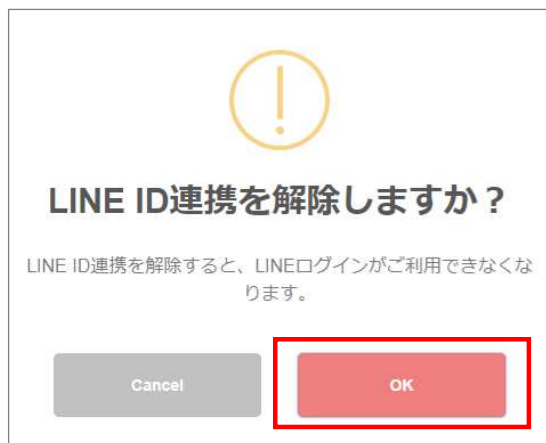 LINE ID連携を解除しますか？
LINE ID連携を解除すると、LINEログインがご利用できなくな
ります。
Cancel
OK